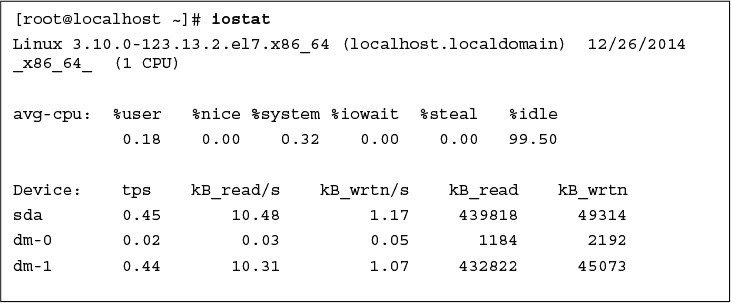 [root@localhost ~]# iostat
Linux 3.10.0-123.13.2.el7.x86_64 (localhost.localdomain)  12/26/2014
_x86_64_  (1 CPU)
avg-cpu:  %user   %nice %system %iowait  %steal   %idle
0.18    0.00    0.32    0.00    0.00   99.50
Device:    tps    kB_read/s    kB_wrtn/s    kB_read    kB_wrtn
sda       0.45        10.48         1.17     439818      49314
dm-0      0.02         0.03         0.05       1184       2192
dm-1      0.44        10.31         1.07     432822      45073